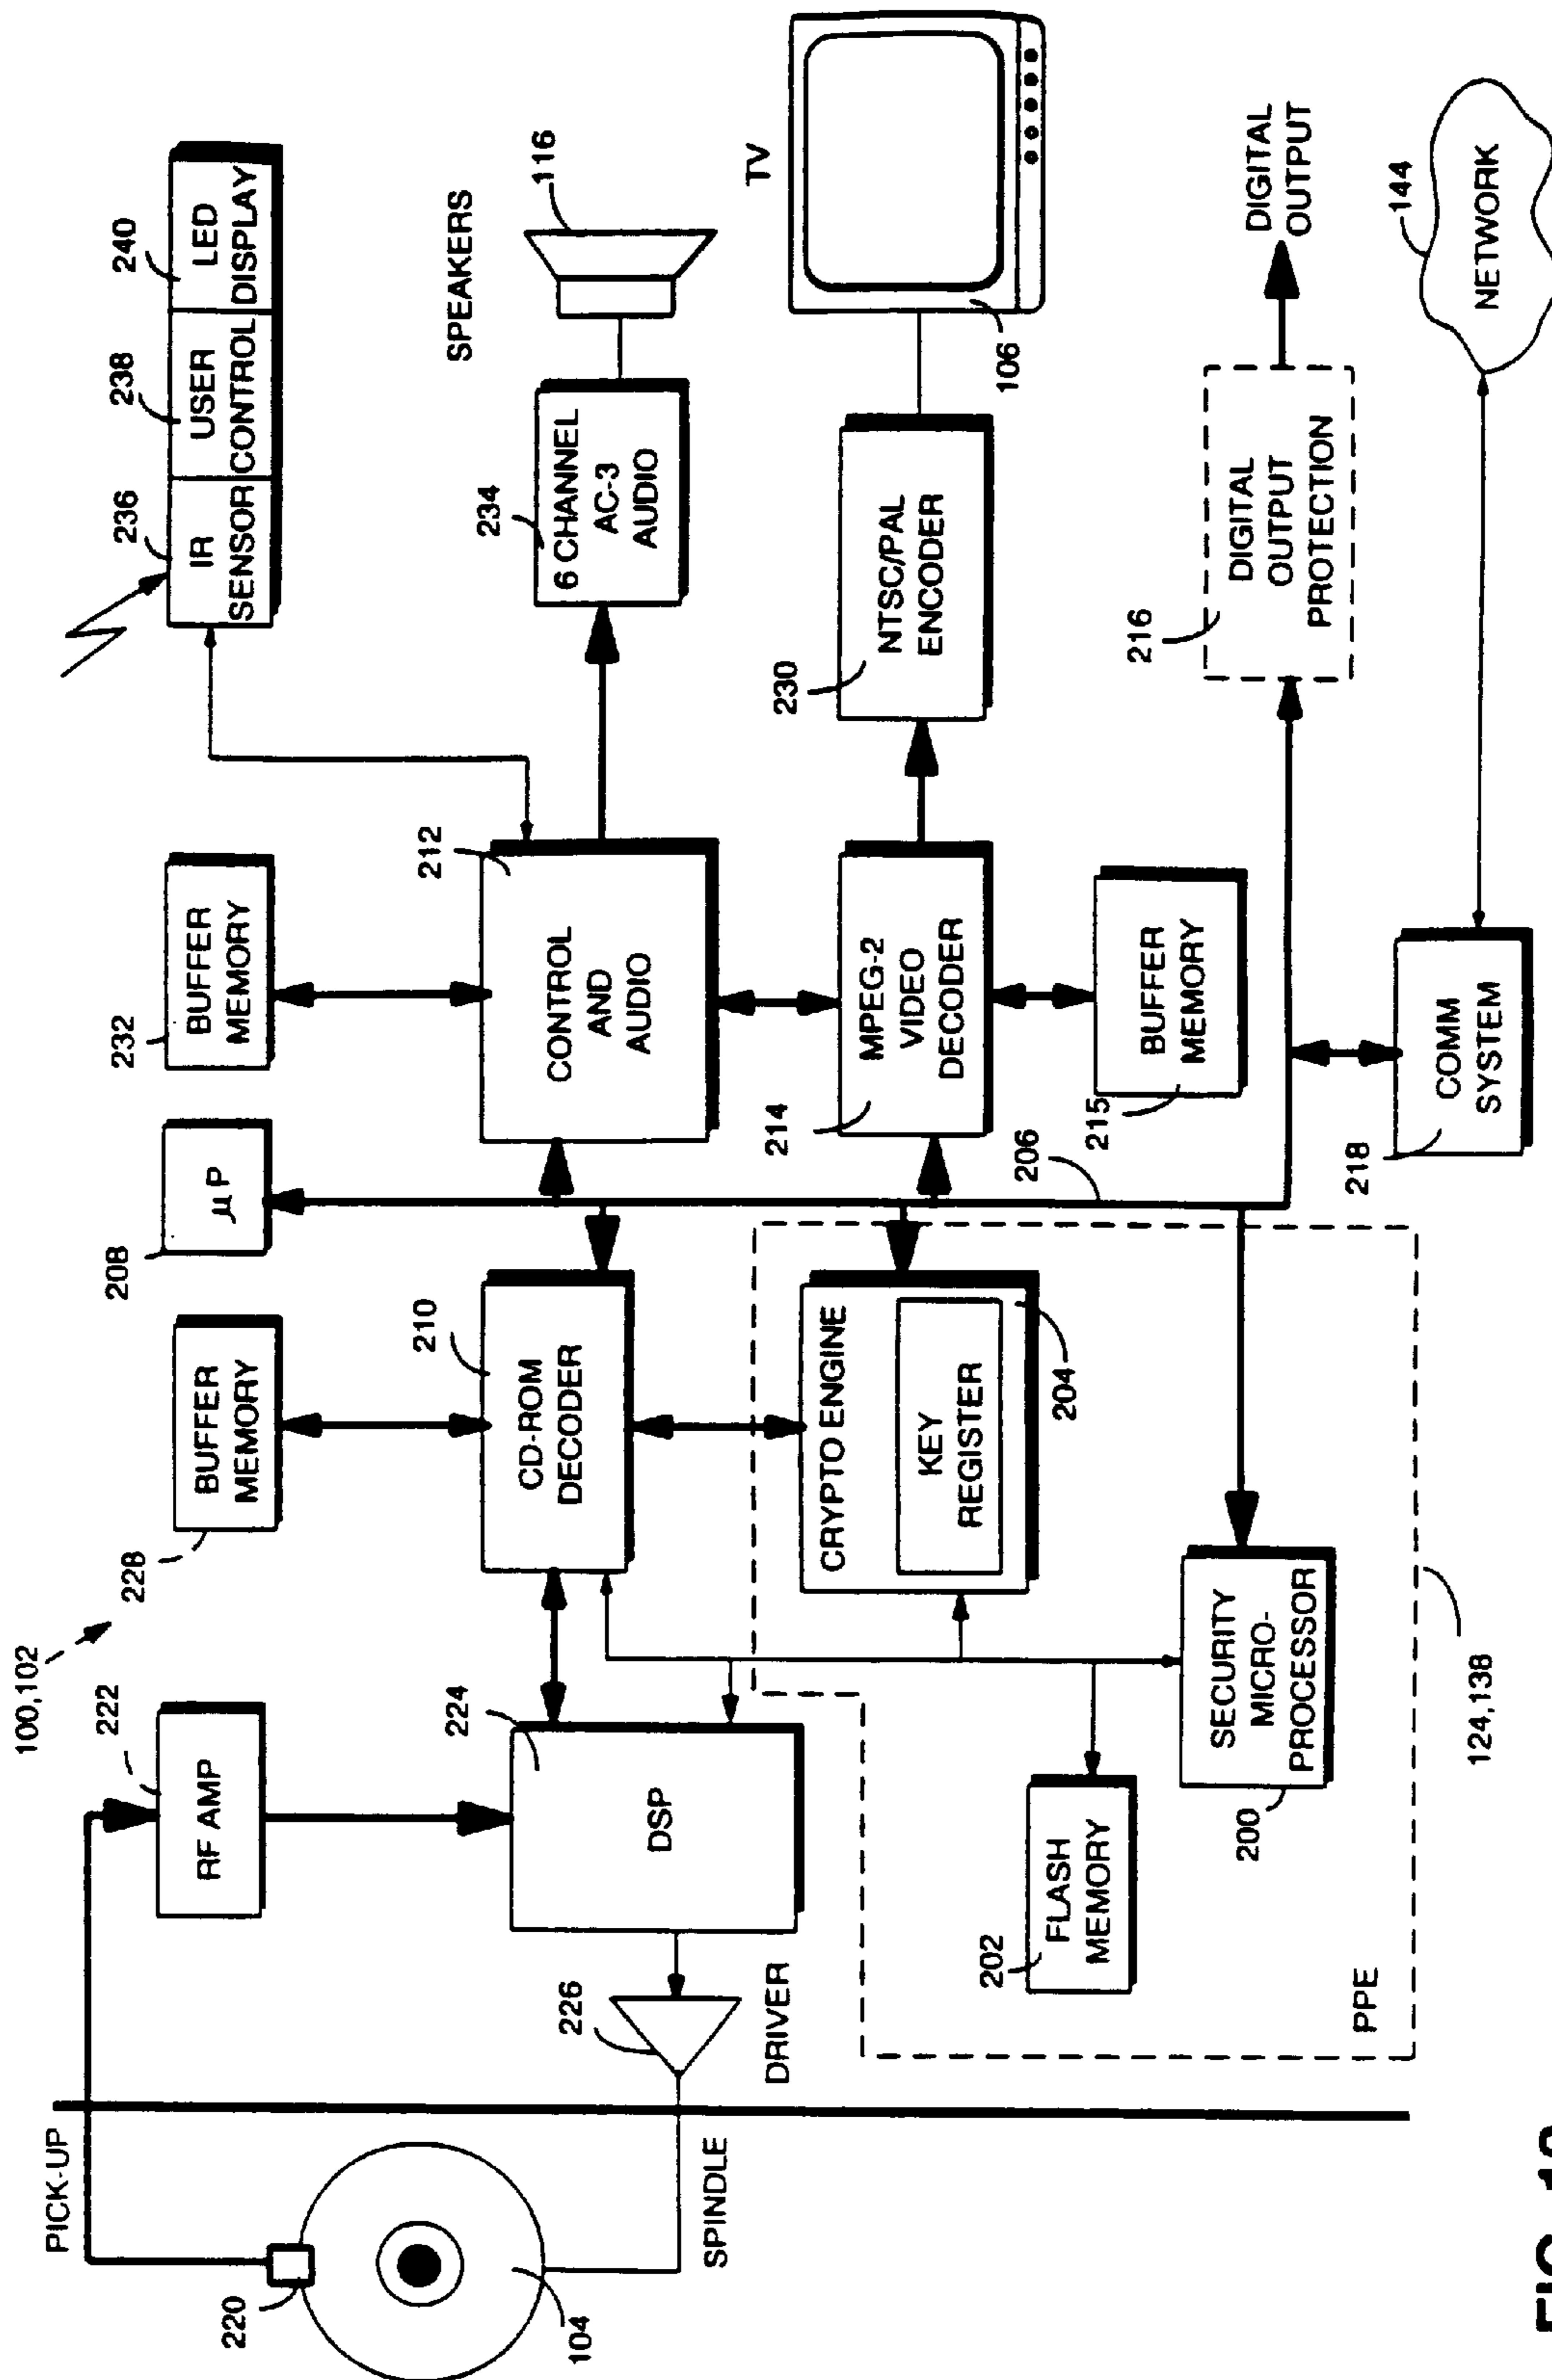 100,102
PICK-UP
220
104
SPINDLE
222
RF AMP
224
DSP
226
DRIVER
228
BUFFER
MEMORY
210
CD-ROM
DECODER
208
μP
232
BUFFER
MEMORY
212
CONTROL
AND
AUDIO
236
IR
SENSOR
238
USER
CONTROL
240
LED
DISPLAY
234
6 CHANNEL
AC-3
AUDIO
SPEAKERS
116
CRYPTO ENGINE
KEY
REGISTER
204
214
MPEG-2
VIDEO
DECODER
230
NTSC/PAL
ENCODER
TV
106
215
BUFFER
MEMORY
206
202
FLASH
MEMORY
200
SECURITY
MICRO-
PROCESSOR
PPE
124,138
216
DIGITAL
OUTPUT
PROTECTION
DIGITAL
OUTPUT
218
COMM
SYSTEM
144
NETWORK